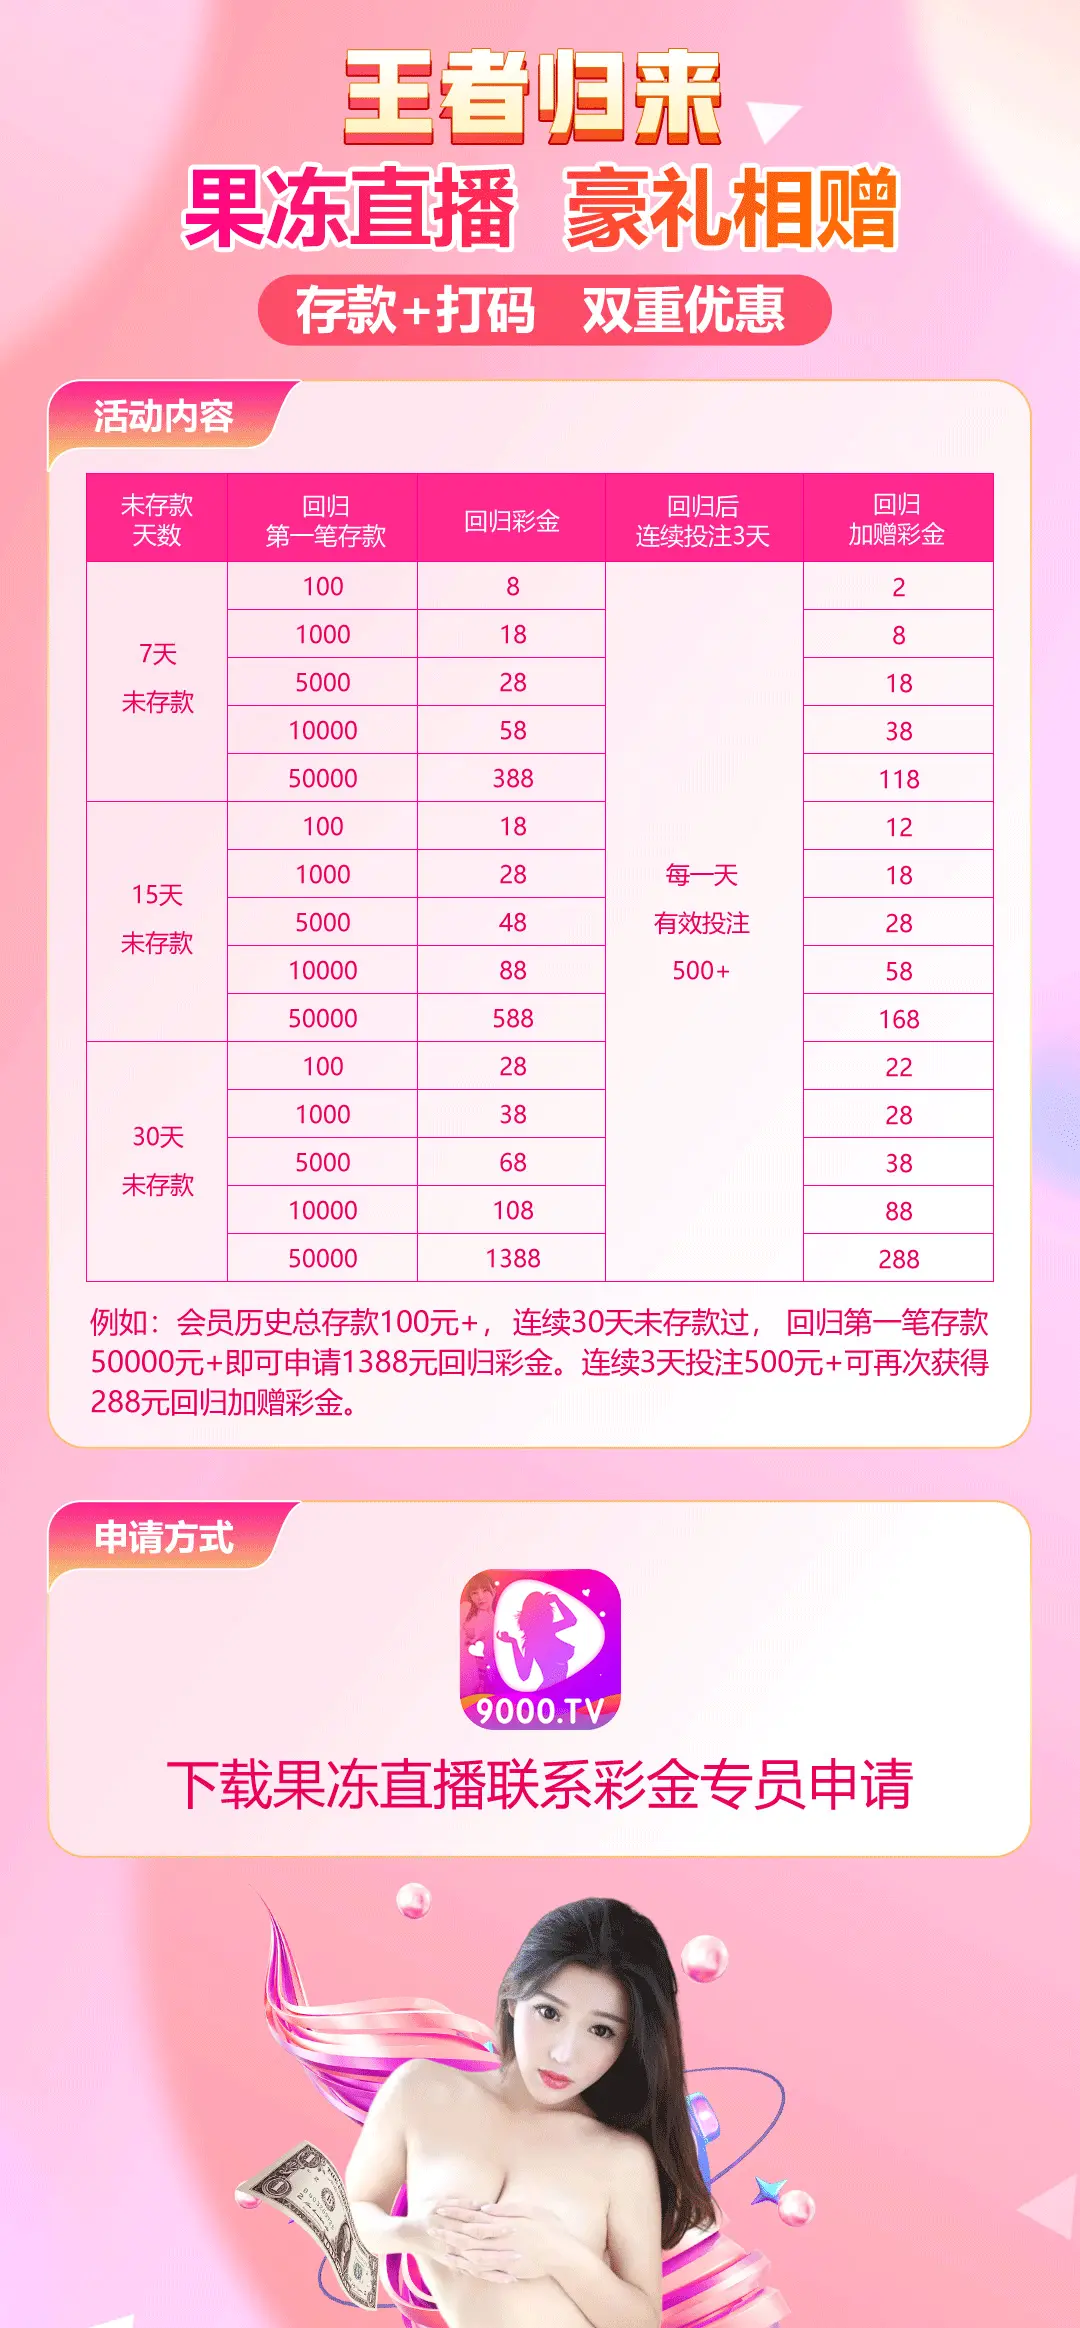 王者归来
果冻直播 豪礼相赠
存款+打码 双重优惠
活动内容
未存款天数 回归第一笔存款 回归彩金 回归后连续投注3天 回归加赠彩金
7天未存款
100 8 2
1000 18 8
5000 28 18
10000 58 38
50000 388 118
15天未存款
100 18 12
1000 28 18
5000 48 28
10000 88 58
50000 588 168
每一天
有效投注
500+
30天未存款
100 28 22
1000 38 28
5000 68 38
10000 108 88
50000 1388 288
例如：会员历史总存款100元+，连续30天未存款过， 回归第一笔存款
50000元+即可申请1388元回归彩金。连续3天投注500元+可再次获得
288元回归加赠彩金。
申请方式
9000.TV
下载果冻直播联系彩金专员申请